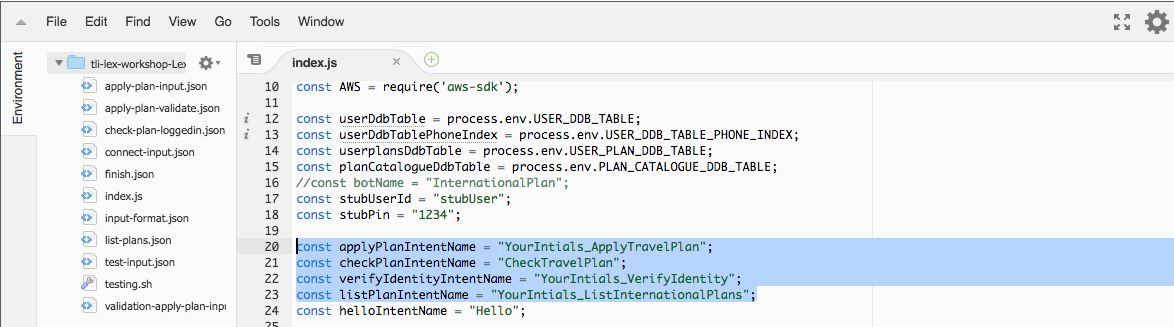 File Edit Find View Go Tools Window
Environment
tli-lex-workshop-Lex
apply-plan-input.json
apply-plan-validate.json
check-plan-loggedin.json
connect-input.json
finish.json
index.js
input-format.json
list-plans.json
test-input.json
testing.sh
validation-apply-plan-inpu
index.js
10 const AWS = require('aws-sdk');
11
12 const userDdbTable = process.env.USER_DDB_TABLE;
13 const userDdbTablePhoneIndex = process.env.USER_DDB_TABLE_PHONE_INDEX;
14 const userplansDdbTable = process.env.USER_PLAN_DDB_TABLE;
15 const planCatalogueDdbTable = process.env.PLAN_CATALOGUE_DDB_TABLE;
16 //const botName = "InternationalPlan";
17 const stubUserId = "stubUser";
18 const stubPin = "1234";
19
20 const applyPlanIntentName = "YourIntials_ApplyTravelPlan";
21 const checkPlanIntentName = "CheckTravelPlan";
22 const verifyIdentityIntentName = "YourIntials_VerifyIdentity";
23 const listPlanIntentName = "YourIntials_ListInternationalPlans";
24 const helloIntentName = "Hello";
25